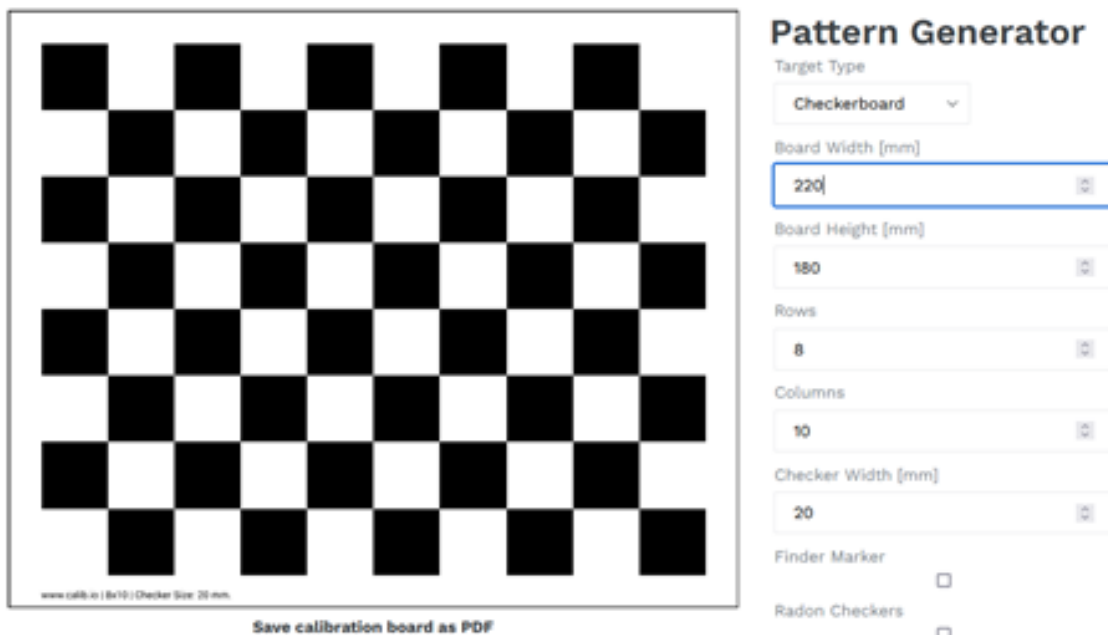 Pattern Generator
Target Type
Checkerboard
Board Width [mm]
220
Board Height [mm]
180
Rows
8
Columns
10
Checker Width [mm]
20
Finder Marker
Radon Checkers
www.calib.io | 8x10 | Checker Size: 20 mm.
Save calibration board as PDF